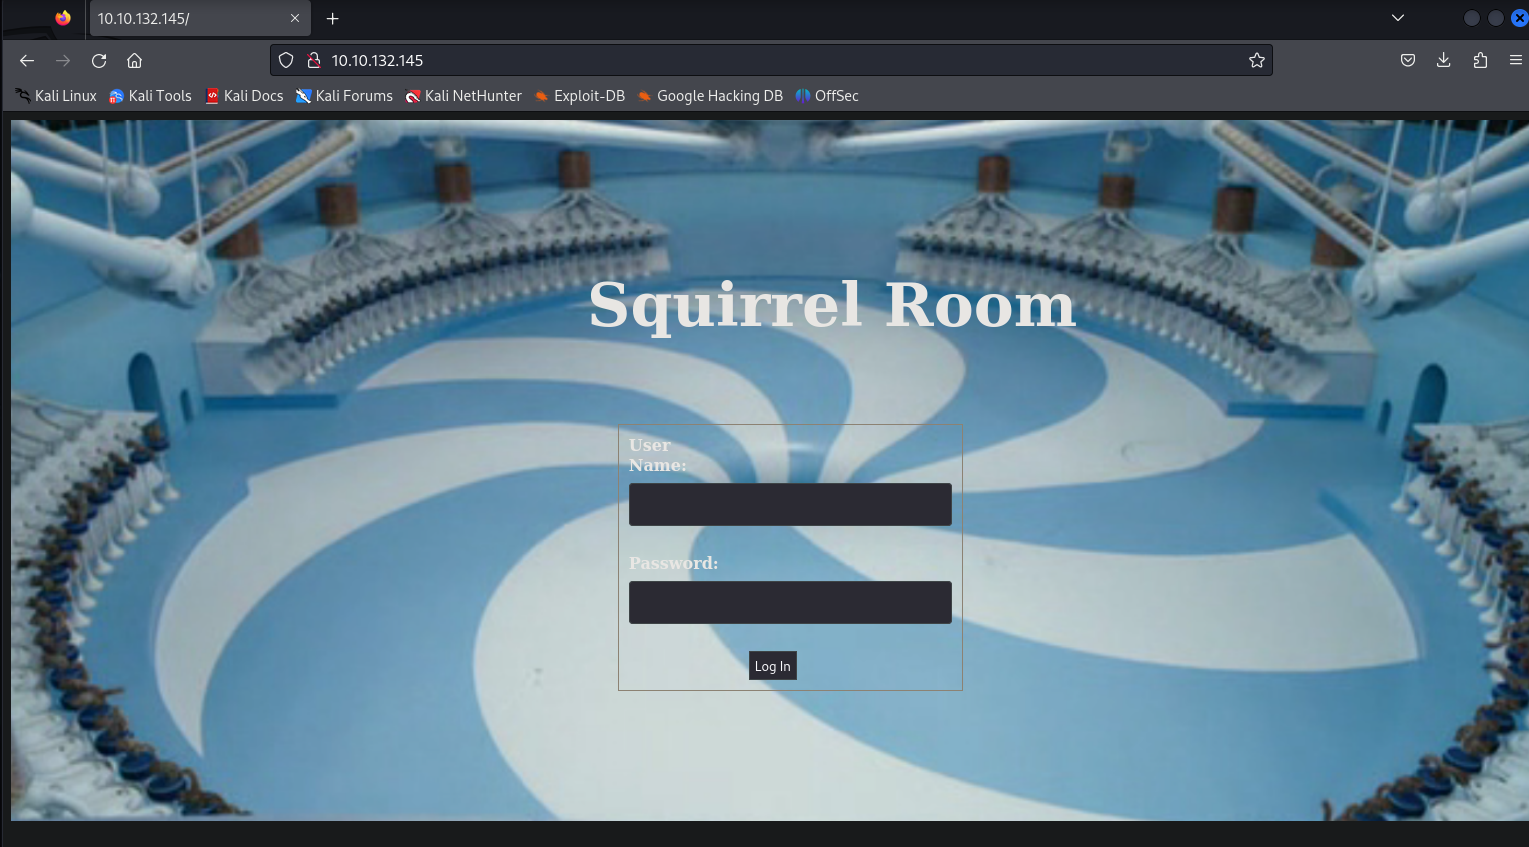 10.10.132.145/
10.10.132.145
Kali Linux Kali Tools Kali Docs Kali Forums Kali NetHunter Exploit-DB Google Hacking DB OffSec
Squirrel Room
User
Name:
Password:
Log In